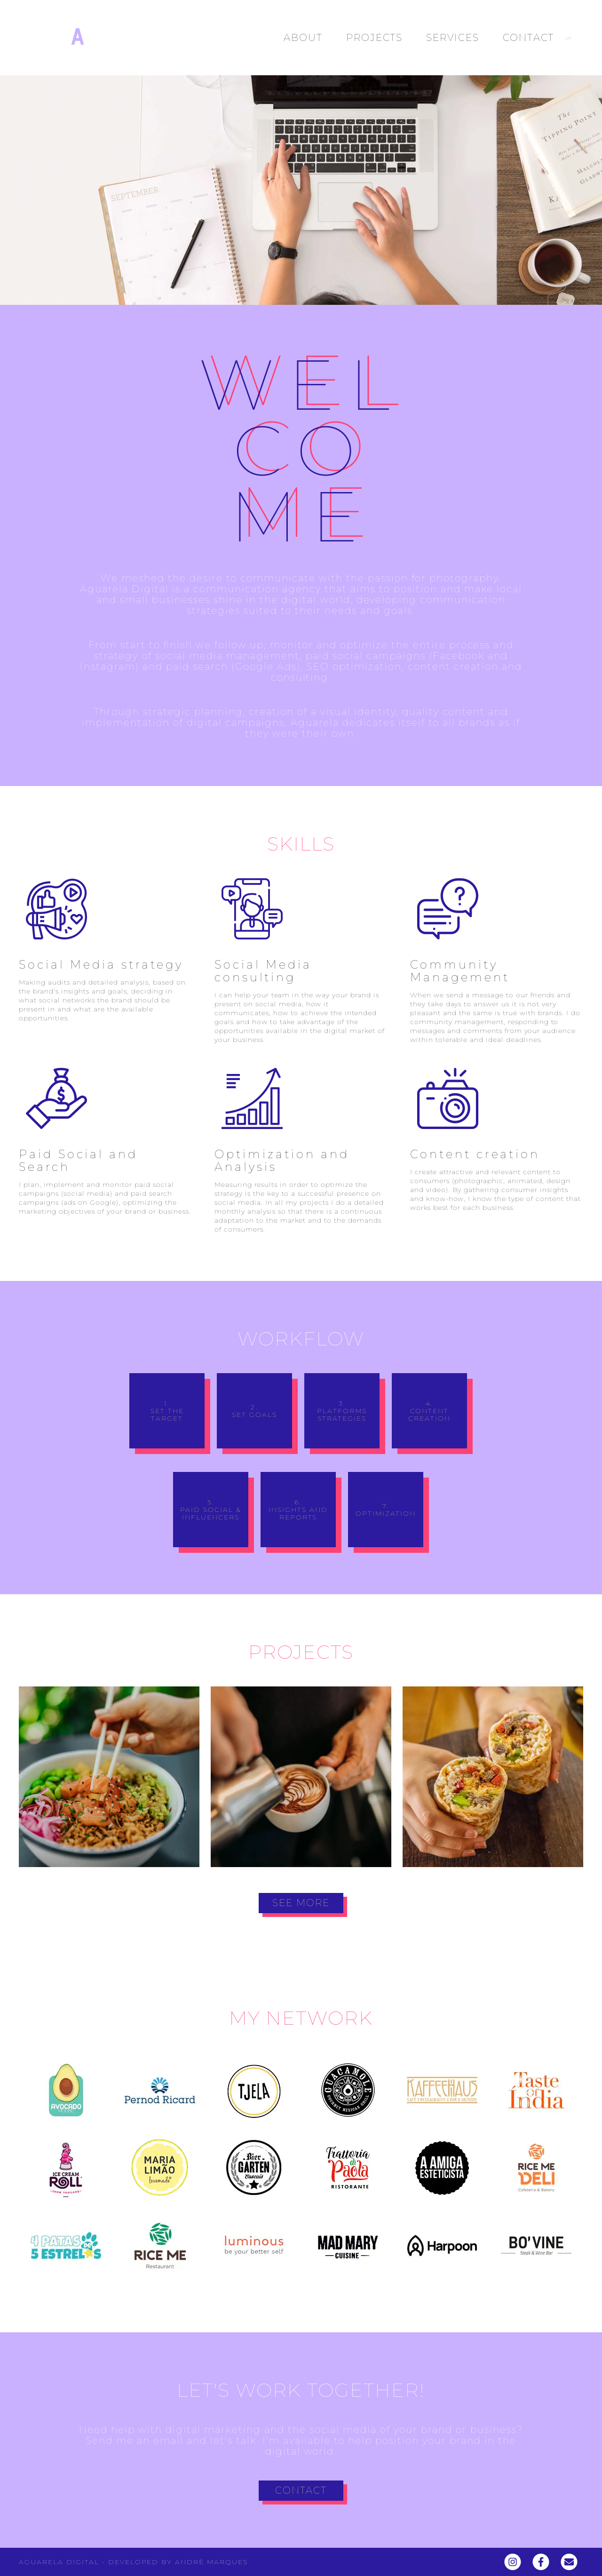 A
ABOUT PROJECTS SERVICES CONTACT
SEPTEMBER
The
TIPPING POINT
MALCOLM
WEL
CO
ME
We meshed the desire to communicate with the passion for photography.
Aguarela Digital is a communication agency that aims to position and make local
and small businesses shine in the digital world, developing communication
strategies suited to their needs and goals.
From start to finish we follow up, monitor and optimize the entire process and
strategy of social media management, paid social campaigns (Facebook and
Instagram) and paid search (Google Ads), SEO optimization, content creation and
consulting.
Through strategic planning, creation of a visual identity, quality content and
implementation of digital campaigns, Aguarela dedicates itself to all brands as if
they were their own.
SKILLS
Social Media strategy
Making audits and detailed analysis, based on
the brand's insights and goals, deciding in
what social networks the brand should be
present in and what are the available
opportunities.
Social Media
consulting
I can help your team in the way your brand is
present on social media, how it
communicates, how to achieve the intended
goals and how to take advantage of the
opportunities available in the digital market of
your business.
Community
Management
When we send a message to our friends and
they take days to answer us it is not very
pleasant and the same is true with brands. I do
community management, responding to
messages and comments from your audience
within tolerable and ideal deadlines.
Paid Social and
Search
I plan, implement and monitor paid social
campaigns (social media) and paid search
campaigns (ads on Google), optimizing the
marketing objectives of your brand or business.
Optimization and
Analysis
Measuring results in order to optimize the
strategy is the key to a successful presence on
social media. In all my projects I do a detailed
monthly analysis so that there is a continuous
adaptation to the market and to the demands
of consumers.
Content creation
I create attractive and relevant content to
consumers (photographic, animated, design
and video). By gathering consumer insights
and know-how, I know the type of content that
works best for each business.
WORKFLOW
1.
SET THE
TARGET
2.
SET GOALS
3.
PLATFORMS
STRATEGIES
4.
CONTENT
CREATION
5.
PAID SOCIAL &
INFLUENCERS
6.
INSIGHTS AND
REPORTS
7.
OPTIMIZATION
PROJECTS
SEE MORE
MY NETWORK
AVOCADO
HOUSE
Pernod Ricard
TJELA
GUACAMOLE
GOURMET MEXICAN GRILL
KAFFEEHAUS
CAFÉ RESTAURANTE E BAR A VIENENSE
Taste
of
India
ICE CREAM
ROLL
MARIA
LIMÃO
limonada
Bier
GARTEN
Cascais
Trattoria
di
Paola
RISTORANTE
A AMIGA
ESTETICISTA
RICE ME
DELI
Cafeteria & Bakery
4 PATAS
5 ESTRELAS
RICE ME
Restaurant
luminous
be your better self
MAD MARY
CUISINE
Harpoon
BO'VINE
Steak & Wine Bar
LET'S WORK TOGETHER!
Need help with digital marketing and the social media of your brand or business?
Send me an email and let's talk. I'm available to help position your brand in the
digital world.
CONTACT
AGUARELA DIGITAL - DEVELOPED BY ANDRÉ MARQUES